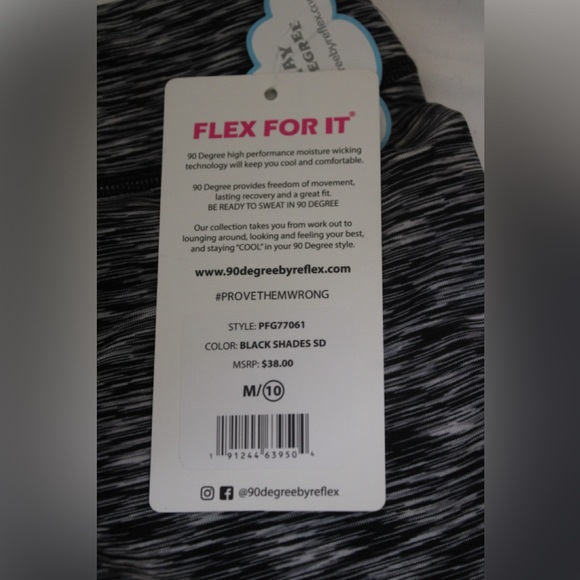 reebyreflex.co
AY
EGREE
FLEX FOR IT®
90 Degree high performance moisture wicking
technology will keep you cool and comfortable.
90 Degree provides freedom of movement,
lasting recovery and a great fit.
BE READY TO SWEAT IN 90 DEGREE
Our collection takes you from work out to
lounging around, looking and feeling your best,
and staying "COOL" in your 90 Degree style.
www.90degreebyreflex.com
#PROVETHEMWRONG
STYLE: PFG77061
COLOR: BLACK SHADES SD
MSRP: $38.00
M/10
1 91244 63950 4
@90degreebyreflex